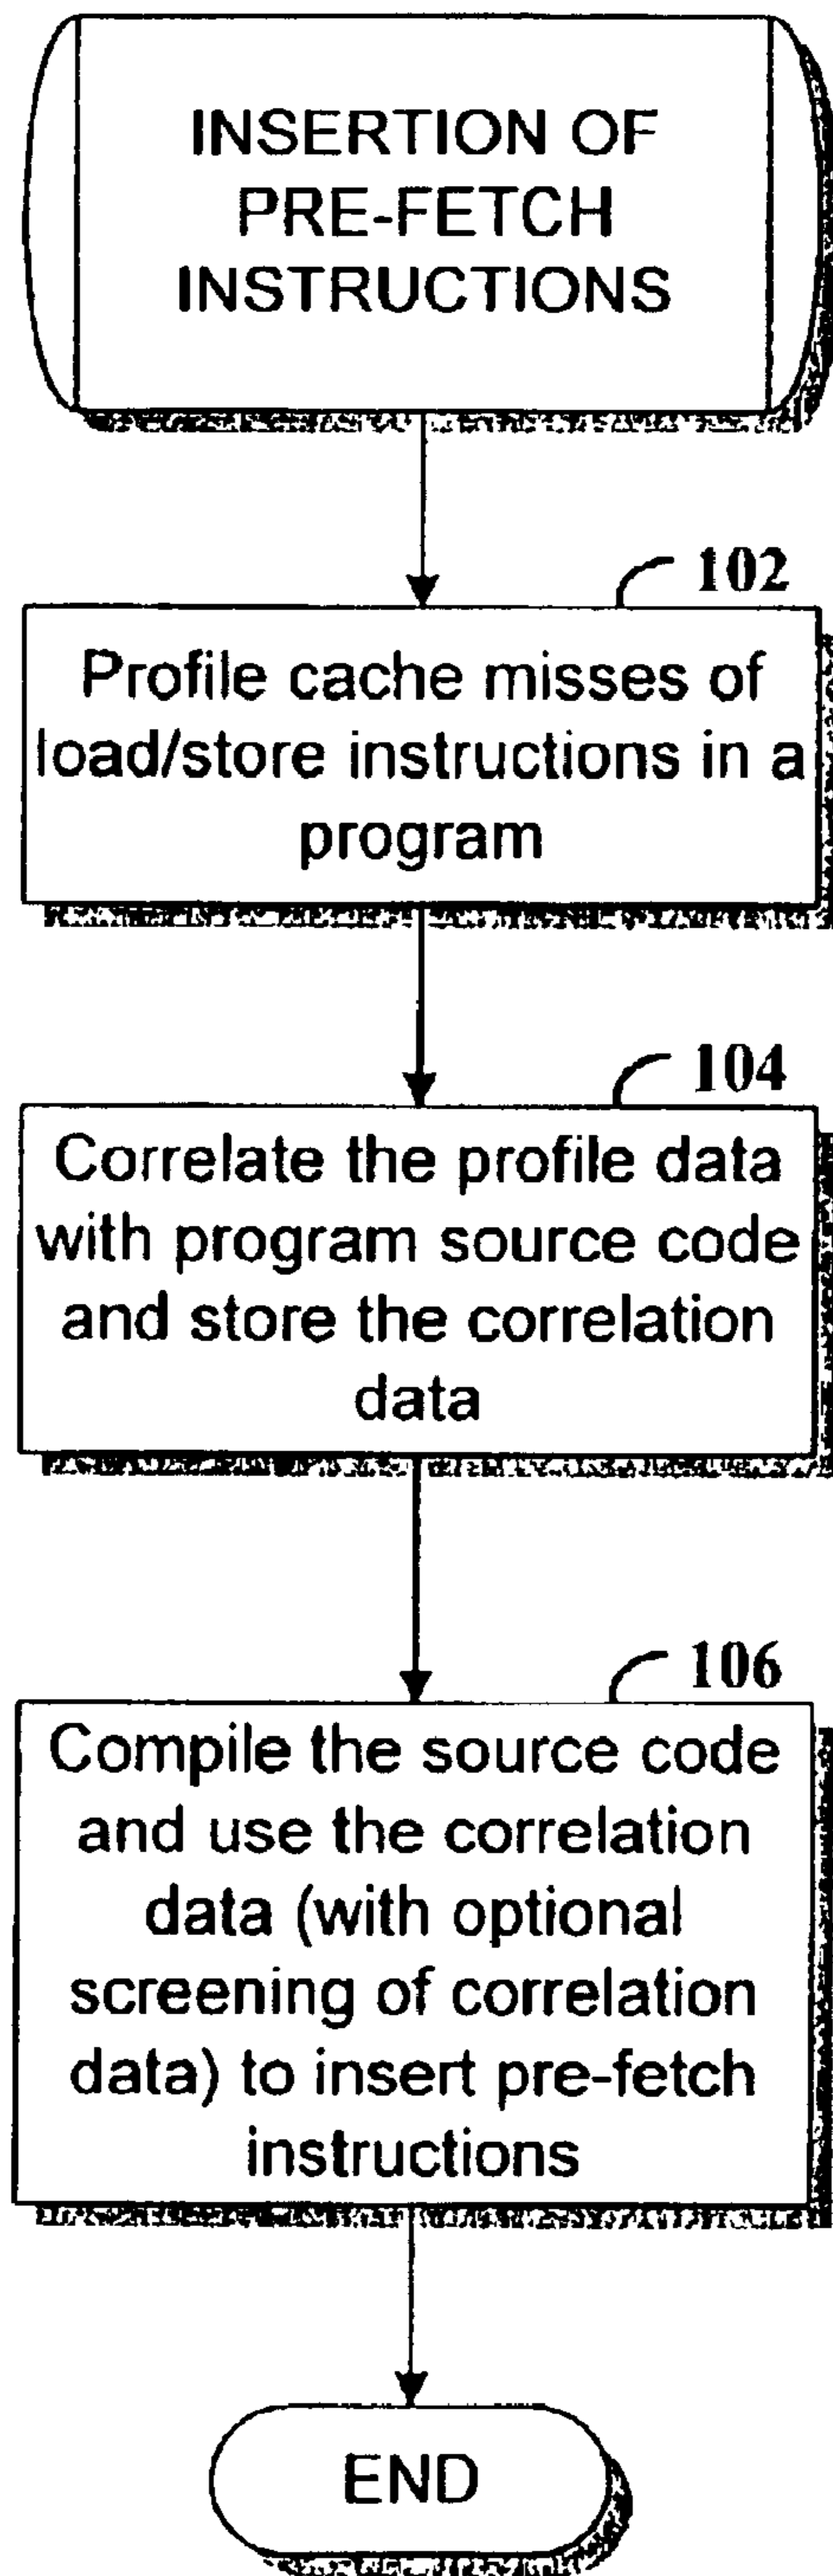 INSERTION OF
PRE-FETCH
INSTRUCTIONS
102
Profile cache misses of
load/store instructions in a
program
104
Correlate the profile data
with program source code
and store the correlation
data
106
Compile the source code
and use the correlation
data (with optional
screening of correlation
data) to insert pre-fetch
instructions
END